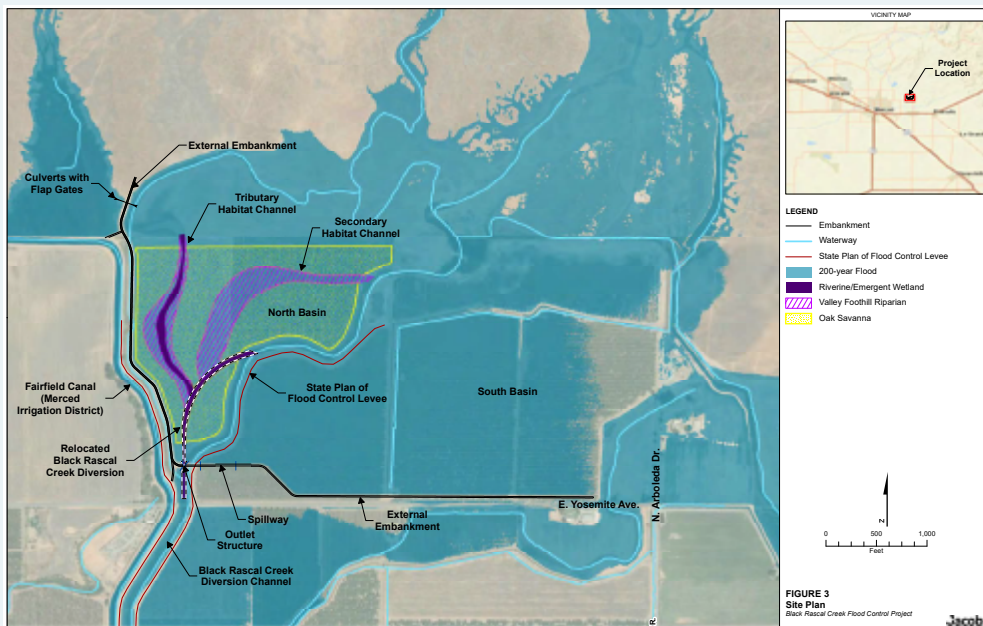 VICINITY MAP
Project
Location
External Embankment
Culverts with
Flap Gates
Tributary
Habitat Channel
Secondary
Habitat Channel
North Basin
South Basin
State Plan of
Flood Control Levee
Fairfield Canal
(Merced
Irrigation District)
Relocated
Black Rascal
Creek Diversion
Spillway
Outlet
Structure
Black Rascal Creek
Diversion Channel
External
Embankment
E. Yosemite Ave.
N. Arboleda Dr.
R.
LEGEND
Embankment
Waterway
State Plan of Flood Control Levee
200-year Flood
Riverine/Emergent Wetland
Valley Foothill Riparian
Oak Savanna
N
0 500 1,000
Feet
FIGURE 3
Site Plan
Black Rascal Creek Flood Control Project
Jacob